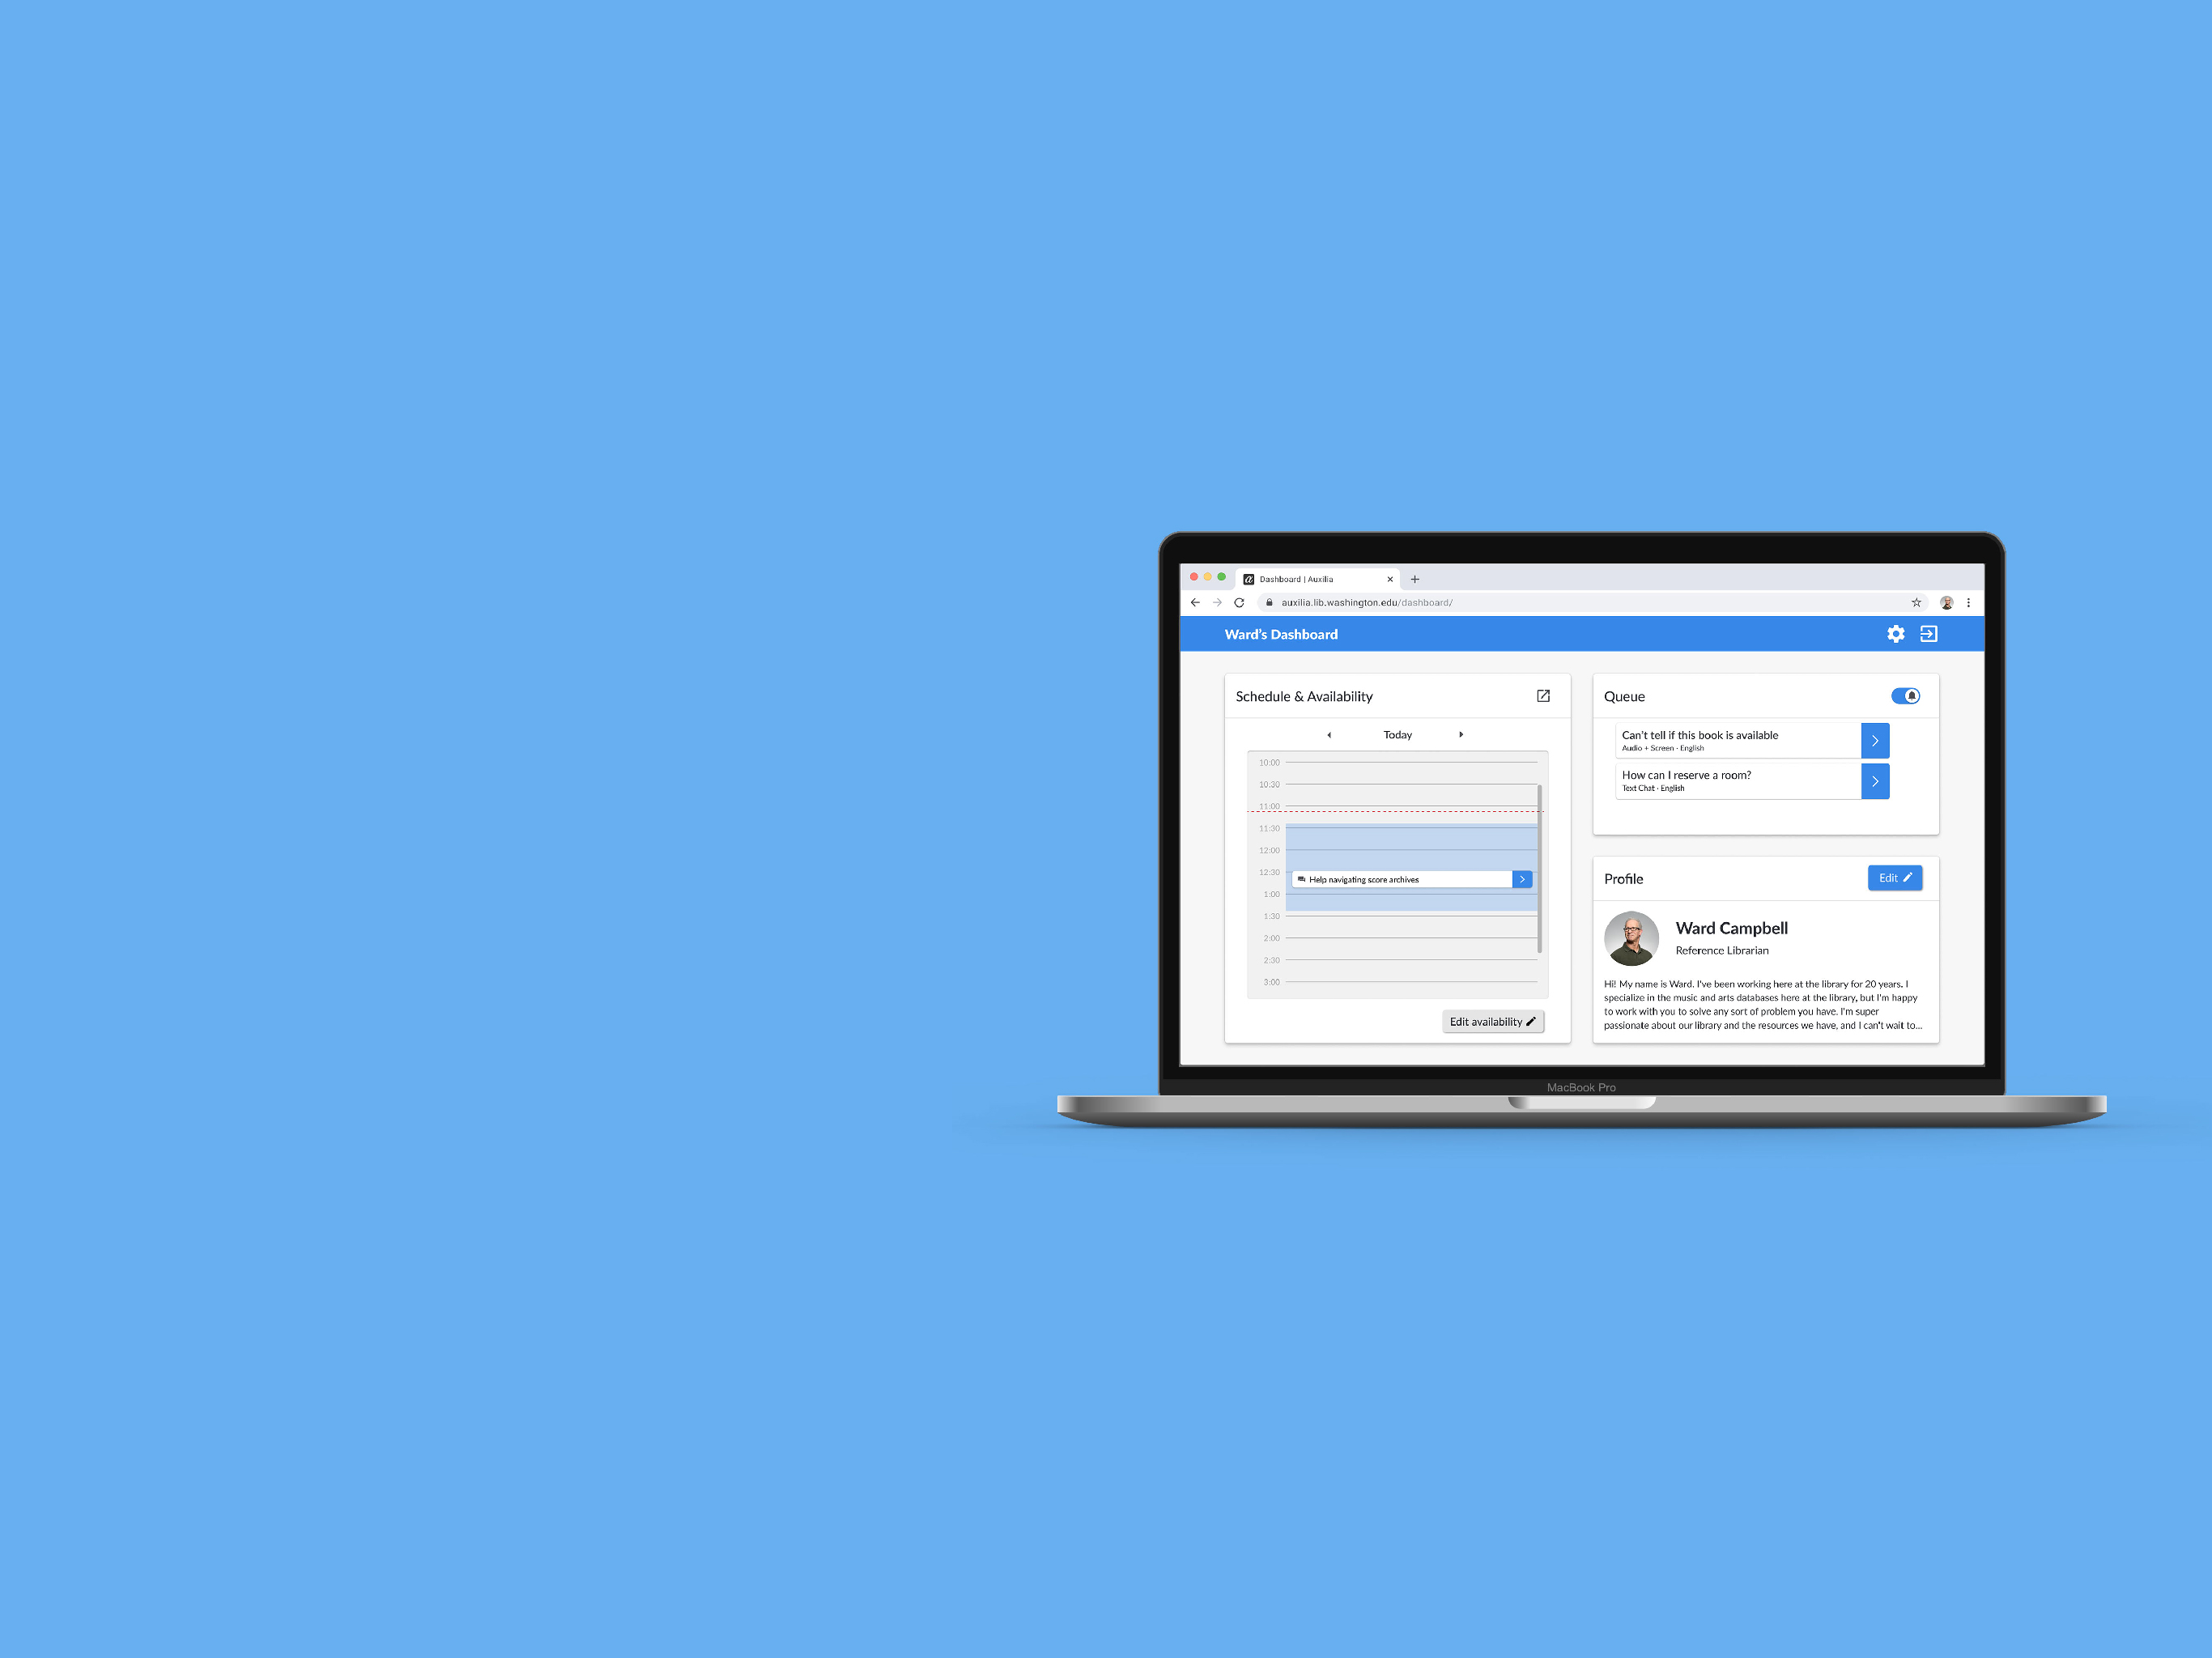 Dashboard | Auxilia
auxilia.lib.washington.edu/dashboard/
Ward's Dashboard
Schedule & Availability
Today
10:00
10:30
11:00
11:30
12:00
12:30
Help navigating score archives
1:00
1:30
2:00
2:30
3:00
Edit availability
Queue
Can't tell if this book is available
Audio + Screen - English
How can I reserve a room?
Text Chat - English
Profile
Edit
Ward Campbell
Reference Librarian
Hi! My name is Ward. I've been working here at the library for 20 years. I
specialize in the music and arts databases here at the library, but I'm happy
to work with you to solve any sort of problem you have. I'm super
passionate about our library and the resources we have, and I can't wait to...
MacBook Pro